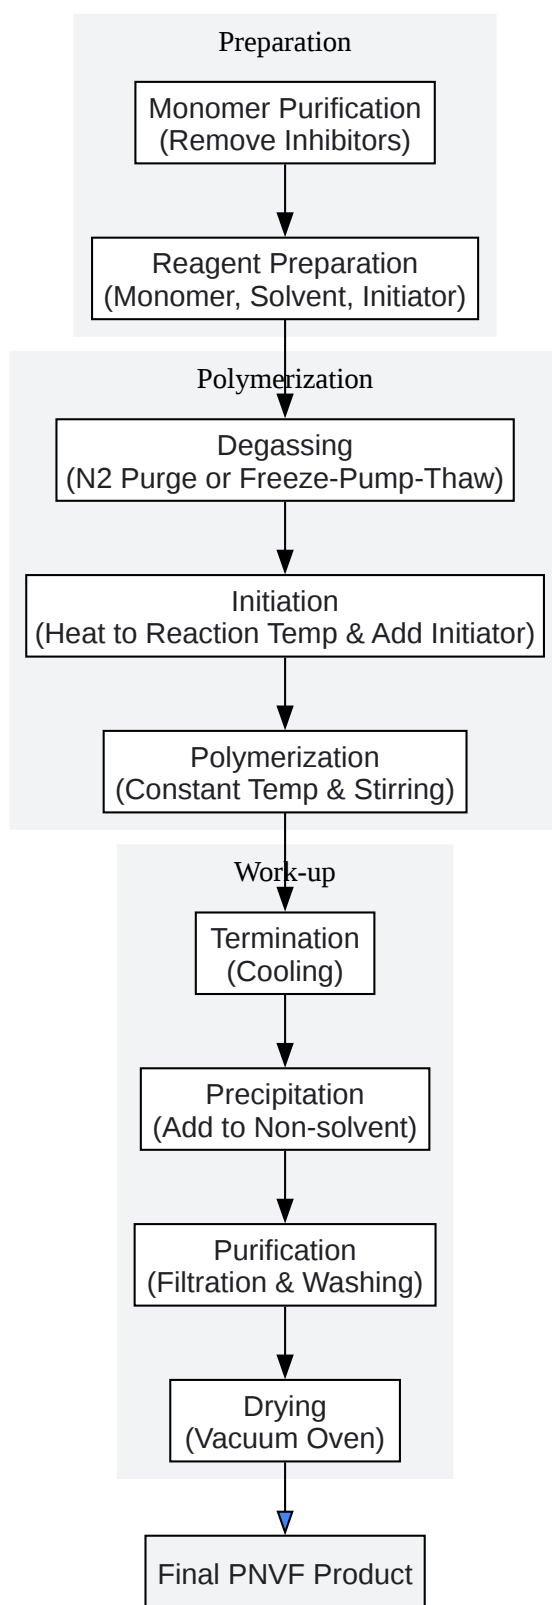 Preparation
Monomer Purification
(Remove Inhibitors)
Reagent Preparation
(Monomer, Solvent, Initiator)
Polymerization
Degassing
(N2 Purge or Freeze-Pump-Thaw)
Initiation
(Heat to Reaction Temp & Add Initiator)
Polymerization
(Constant Temp & Stirring)
Work-up
Termination
(Cooling)
Precipitation
(Add to Non-solvent)
Purification
(Filtration & Washing)
Drying
(Vacuum Oven)
Final PNVF Product